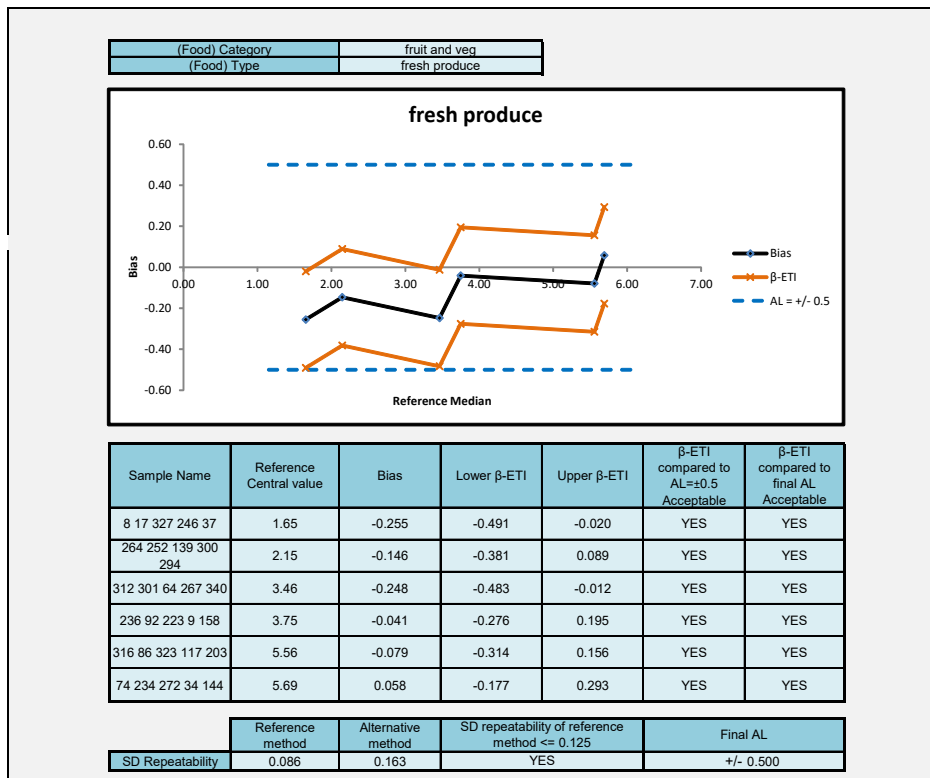 (Food) Category fruit and veg
(Food) Type fresh produce
fresh produce
0.60
0.40
0.20
0.00
-0.20
-0.40
-0.60
Bias
0.00 1.00 2.00 3.00 4.00 5.00 6.00 7.00
Reference Median
Bias
β-ETI
AL = +/- 0.5
Sample Name Reference Central value Bias Lower β-ETI Upper β-ETI β-ETI compared to AL=±0.5 Acceptable β-ETI compared to final AL Acceptable
8 17 327 246 37 1.65 -0.255 -0.491 -0.020 YES YES
264 252 139 300 294 2.15 -0.146 -0.381 0.089 YES YES
312 301 64 267 340 3.46 -0.248 -0.483 -0.012 YES YES
236 92 223 9 158 3.75 -0.041 -0.276 0.195 YES YES
316 86 323 117 203 5.56 -0.079 -0.314 0.156 YES YES
74 234 272 34 144 5.69 0.058 -0.177 0.293 YES YES
Reference method Alternative method SD repeatability of reference method <= 0.125 Final AL
SD Repeatability 0.086 0.163 YES +/- 0.500